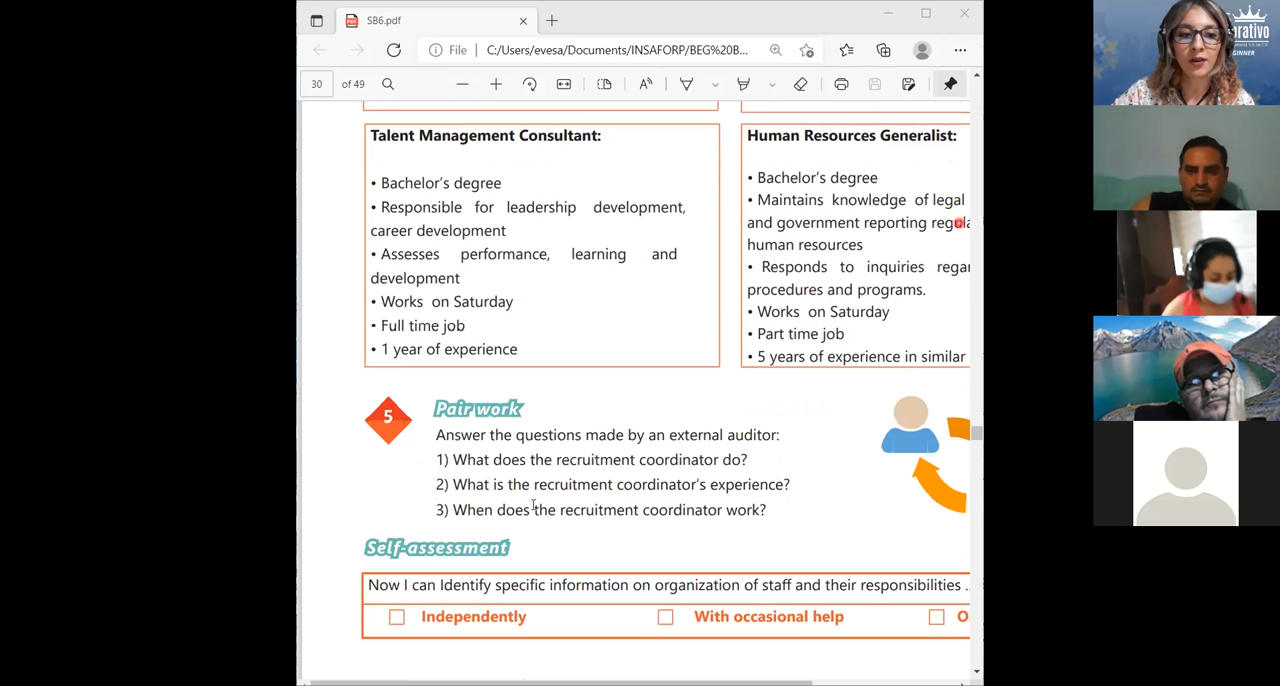 SB6.pdf
File C:/Users/evesa/Documents/INSAFORP/BEG%20B...
30 of 49
Talent Management Consultant:
• Bachelor's degree
• Responsible for leadership development,
career development
• Assesses performance, learning and
development
• Works on Saturday
• Full time job
• 1 year of experience
Human Resources Generalist:
• Bachelor's degree
• Maintains knowledge of legal
and government reporting regula
human resources
• Responds to inquiries regar
procedures and programs.
• Works on Saturday
• Part time job
• 5 years of experience in similar
5
Pair work
Answer the questions made by an external auditor:
1) What does the recruitment coordinator do?
2) What is the recruitment coordinator's experience?
3) When does the recruitment coordinator work?
Self-assessment
Now I can Identify specific information on organization of staff and their responsibilities ..
Independently
With occasional help
O